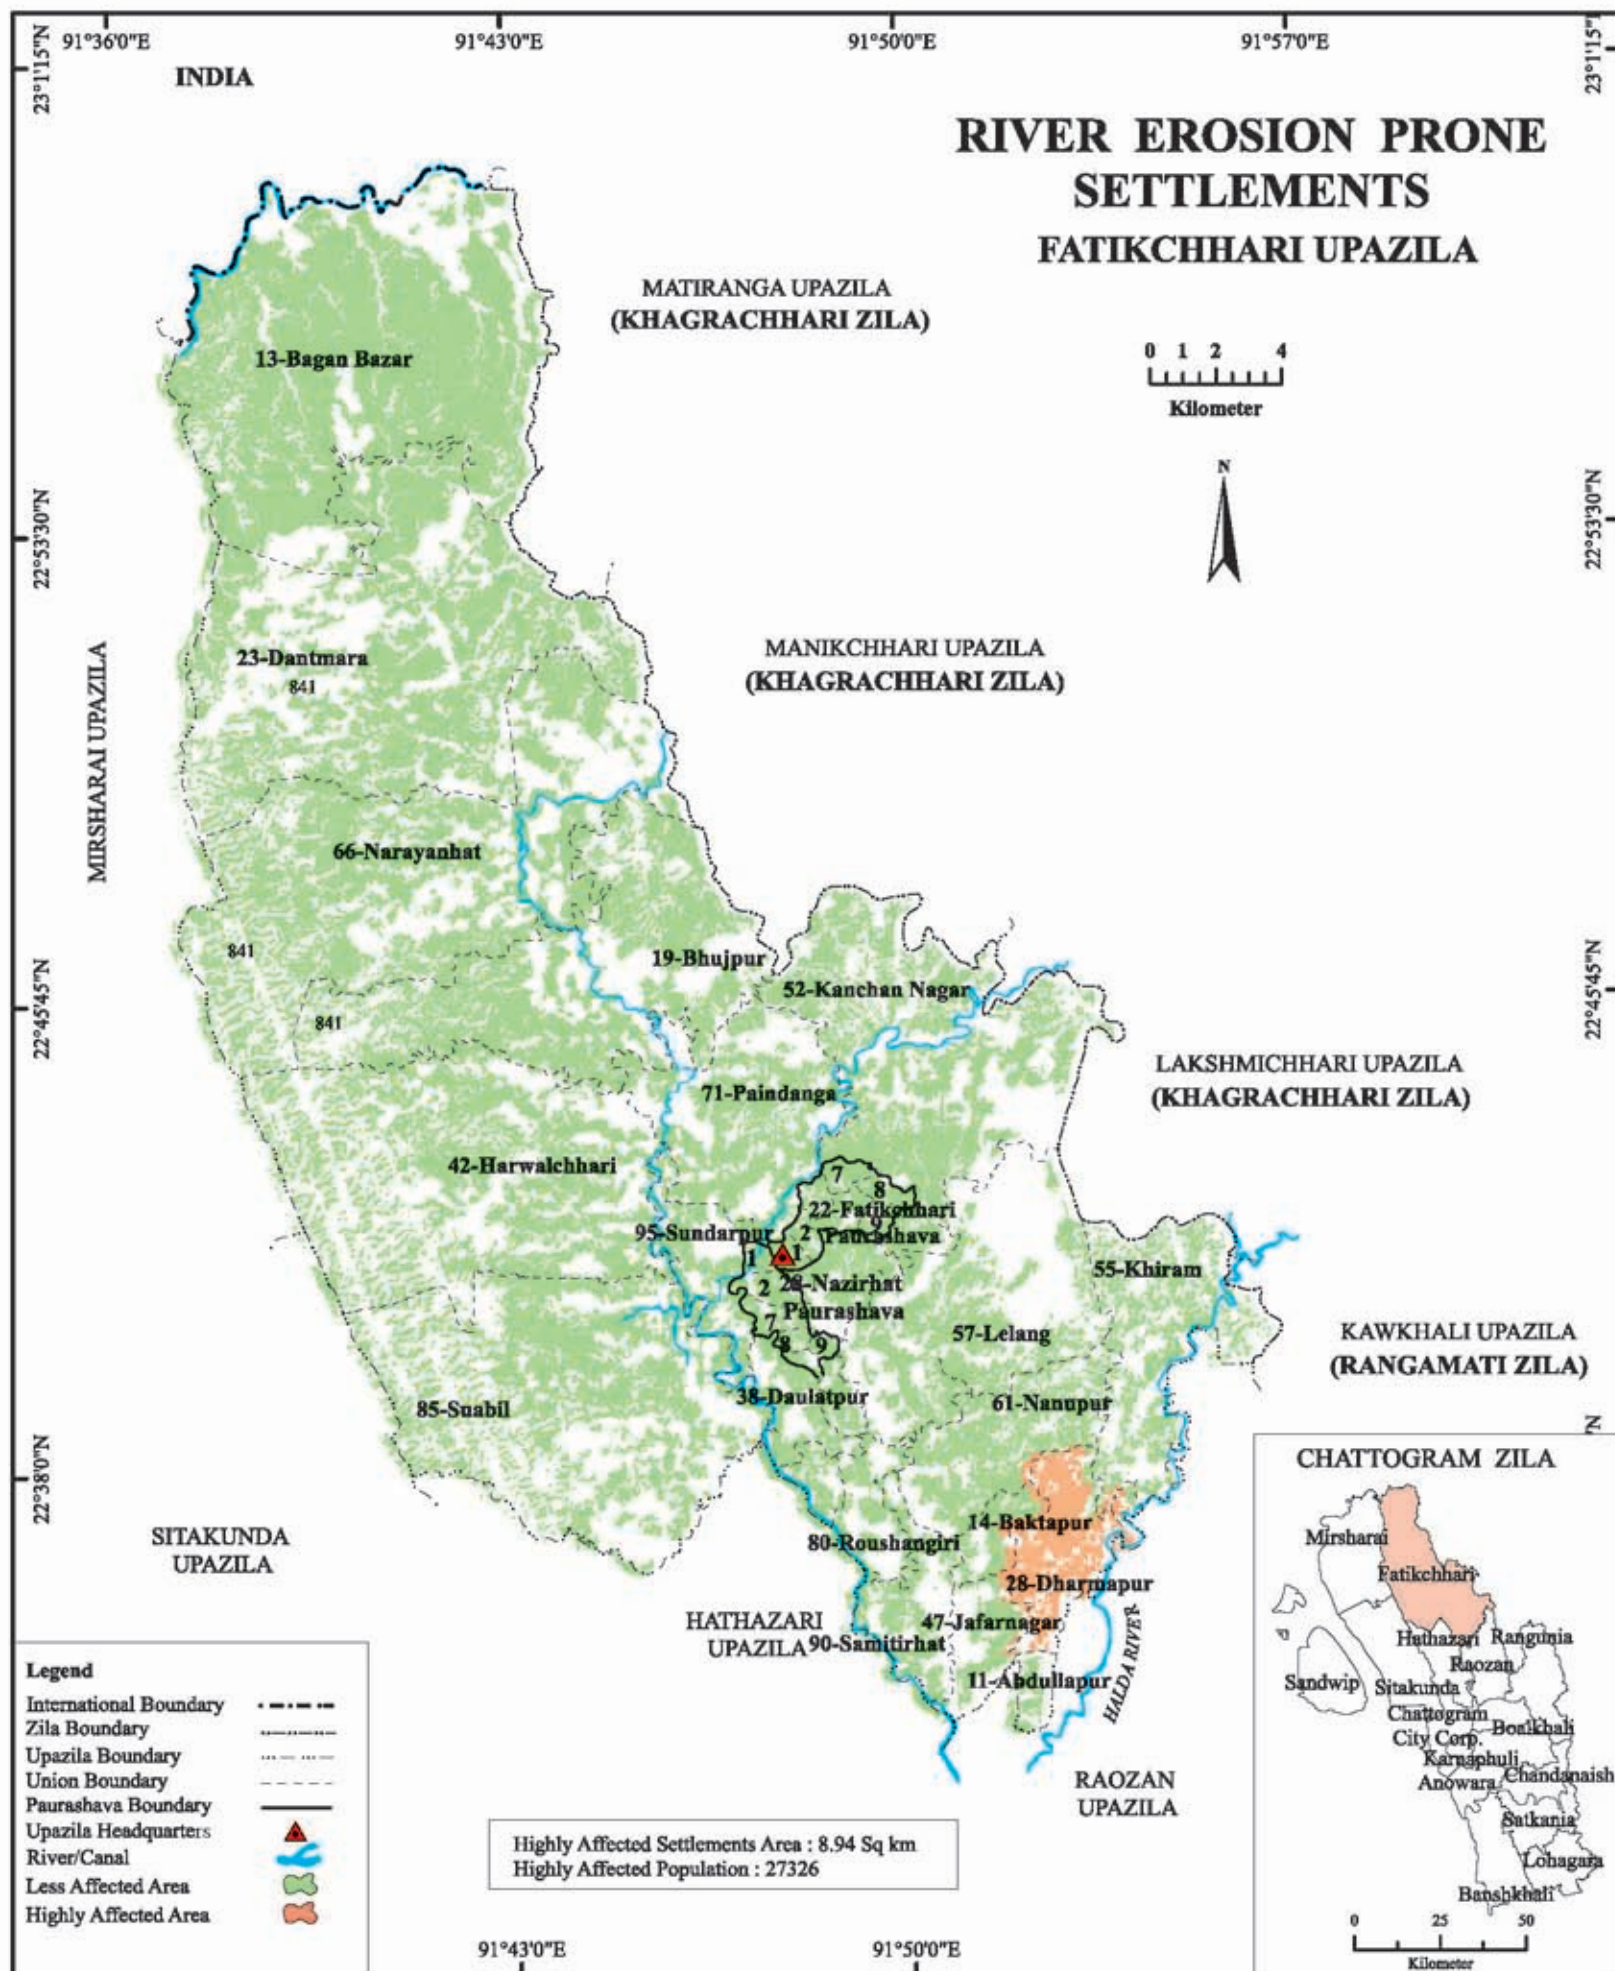 91°36'0"E
91°43'0"E
91°50'0"E
91°57'0"E
23°1'15"N
23°1'15"N
INDIA
RIVER EROSION PRONE
SETTLEMENTS
FATIKCHHARI UPAZILA
MATIRANGA UPAZILA
(KHAGRACHHARI ZILA)
0 1 2 4
Kilometer
13-Bagan Bazar
N
22°53'30"N
22°53'30"N
23-Dantmara
841
MANIKCHHARI UPAZILA
(KHAGRACHHARI ZILA)
MIRSHARAI UPAZILA
66-Narayanhat
841
19-Bhujpur
52-Kanchan Nagar
22°45'45"N
22°45'45"N
841
LAKSHMICHHARI UPAZILA
(KHAGRACHHARI ZILA)
71-Paindanga
42-Harwalchhari
7
8
22-Fatikchhari
9
95-Sundarpur
2
Paurashava
1
1
55-Khiram
2
28-Nazirhat
Paurashava
7
8
9
57-Lelang
KAWKHALI UPAZILA
(RANGAMATI ZILA)
38-Daulatpur
61-Nanupur
85-Suabil
N
22°38'0"N
14-Baktapur
80-Roushangiri
SITAKUNDA
UPAZILA
28-Dharmapur
HATHAZARI
UPAZILA
47-Jafarnagar
90-Samitirhat
11-Abdullapur
HALDA RIVER
RAOZAN
UPAZILA
CHATTOGRAM ZILA
Mirsharai
Fatikchhari
Hathazari
Rangunia
Raozan
Sandwip
Sitakunda
Chattogram
City Corp.
Boalkhali
Karnaphuli
Anowara
Chandanaish
Satkania
Lohagara
Banshkhali
0 25 50
Kilometer
Legend
International Boundary
Zila Boundary
Upazila Boundary
Union Boundary
Paurashava Boundary
Upazila Headquarters
River/Canal
Less Affected Area
Highly Affected Area
Highly Affected Settlements Area : 8.94 Sq km
Highly Affected Population : 27326
91°43'0"E
91°50'0"E